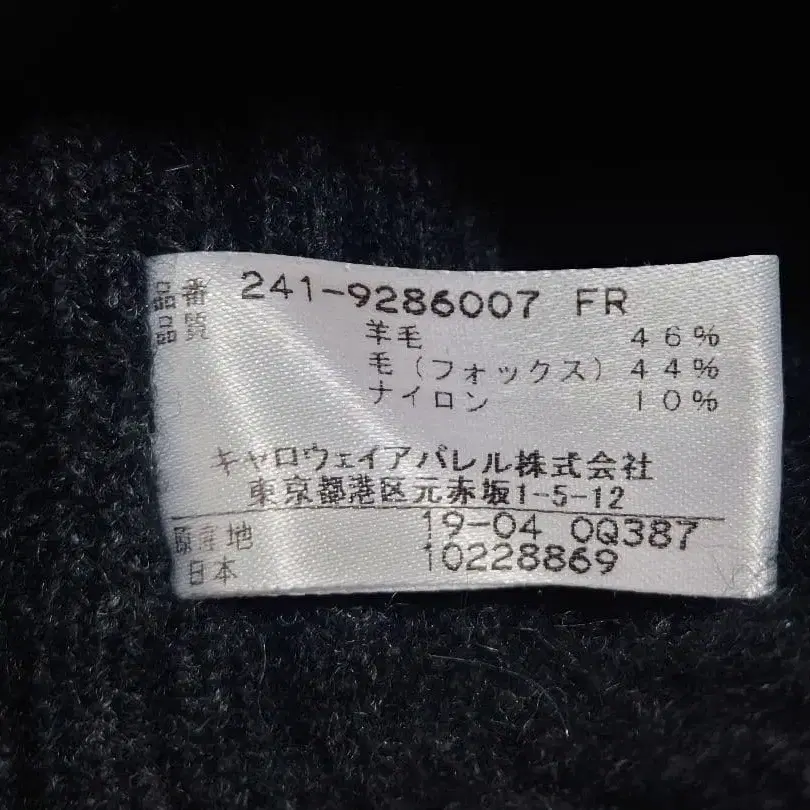 品番 241-9286007 FR
品質 羊毛 46%
毛(フォックス) 44%
ナイロン 10%
キャロウェイアパレル株式会社
東京都港区元赤坂1-5-12
原産地 19-04 0Q387
日本 10228869